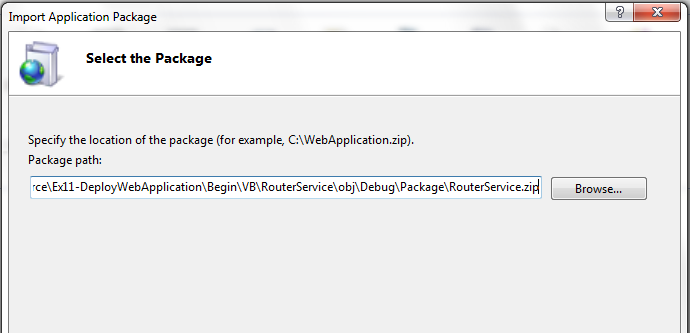 Import Application Package
Select the Package
Specify the location of the package (for example, C:\WebApplication.zip).
Package path:
rce\Ex11-DeployWebApplication\Begin\VB\RouterService\obj\Debug\Package\RouterService.zip
Browse...